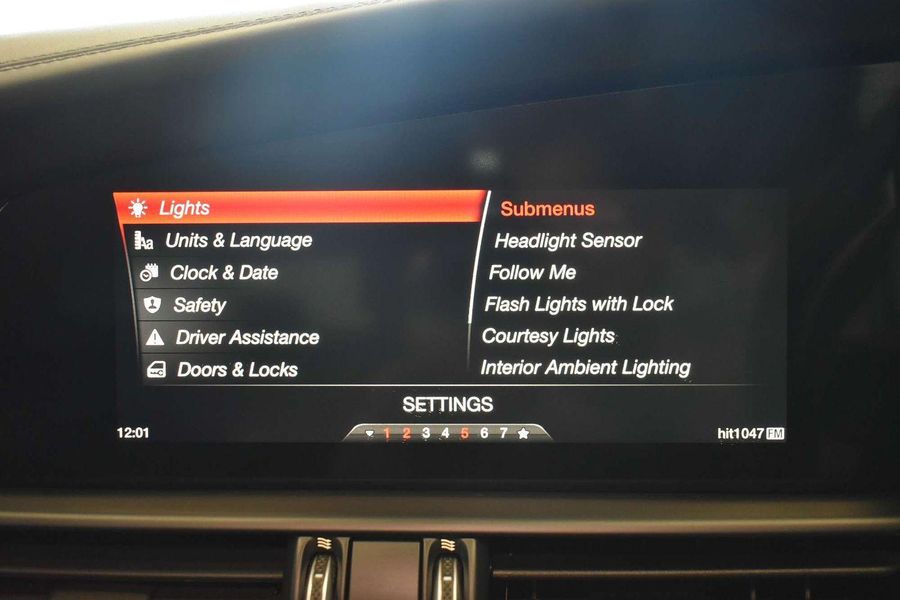 Lights
Units & Language
Clock & Date
Safety
Driver Assistance
Doors & Locks
Submenus
Headlight Sensor
Follow Me
Flash Lights with Lock
Courtesy Lights
Interior Ambient Lighting
SETTINGS
12:01
1 2 3 4 5 6 7
hit1047 FM